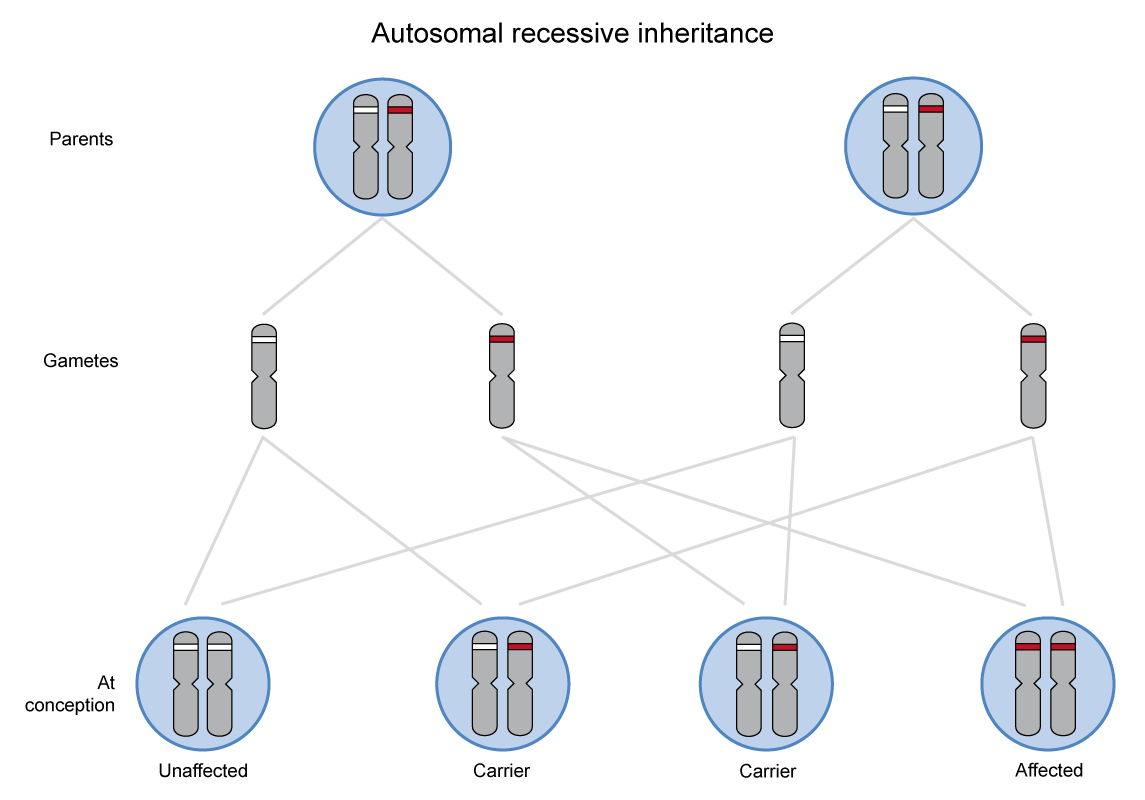 Autosomal recessive inheritance
Parents
Gametes
At
conception
Unaffected
Carrier
Carrier
Affected